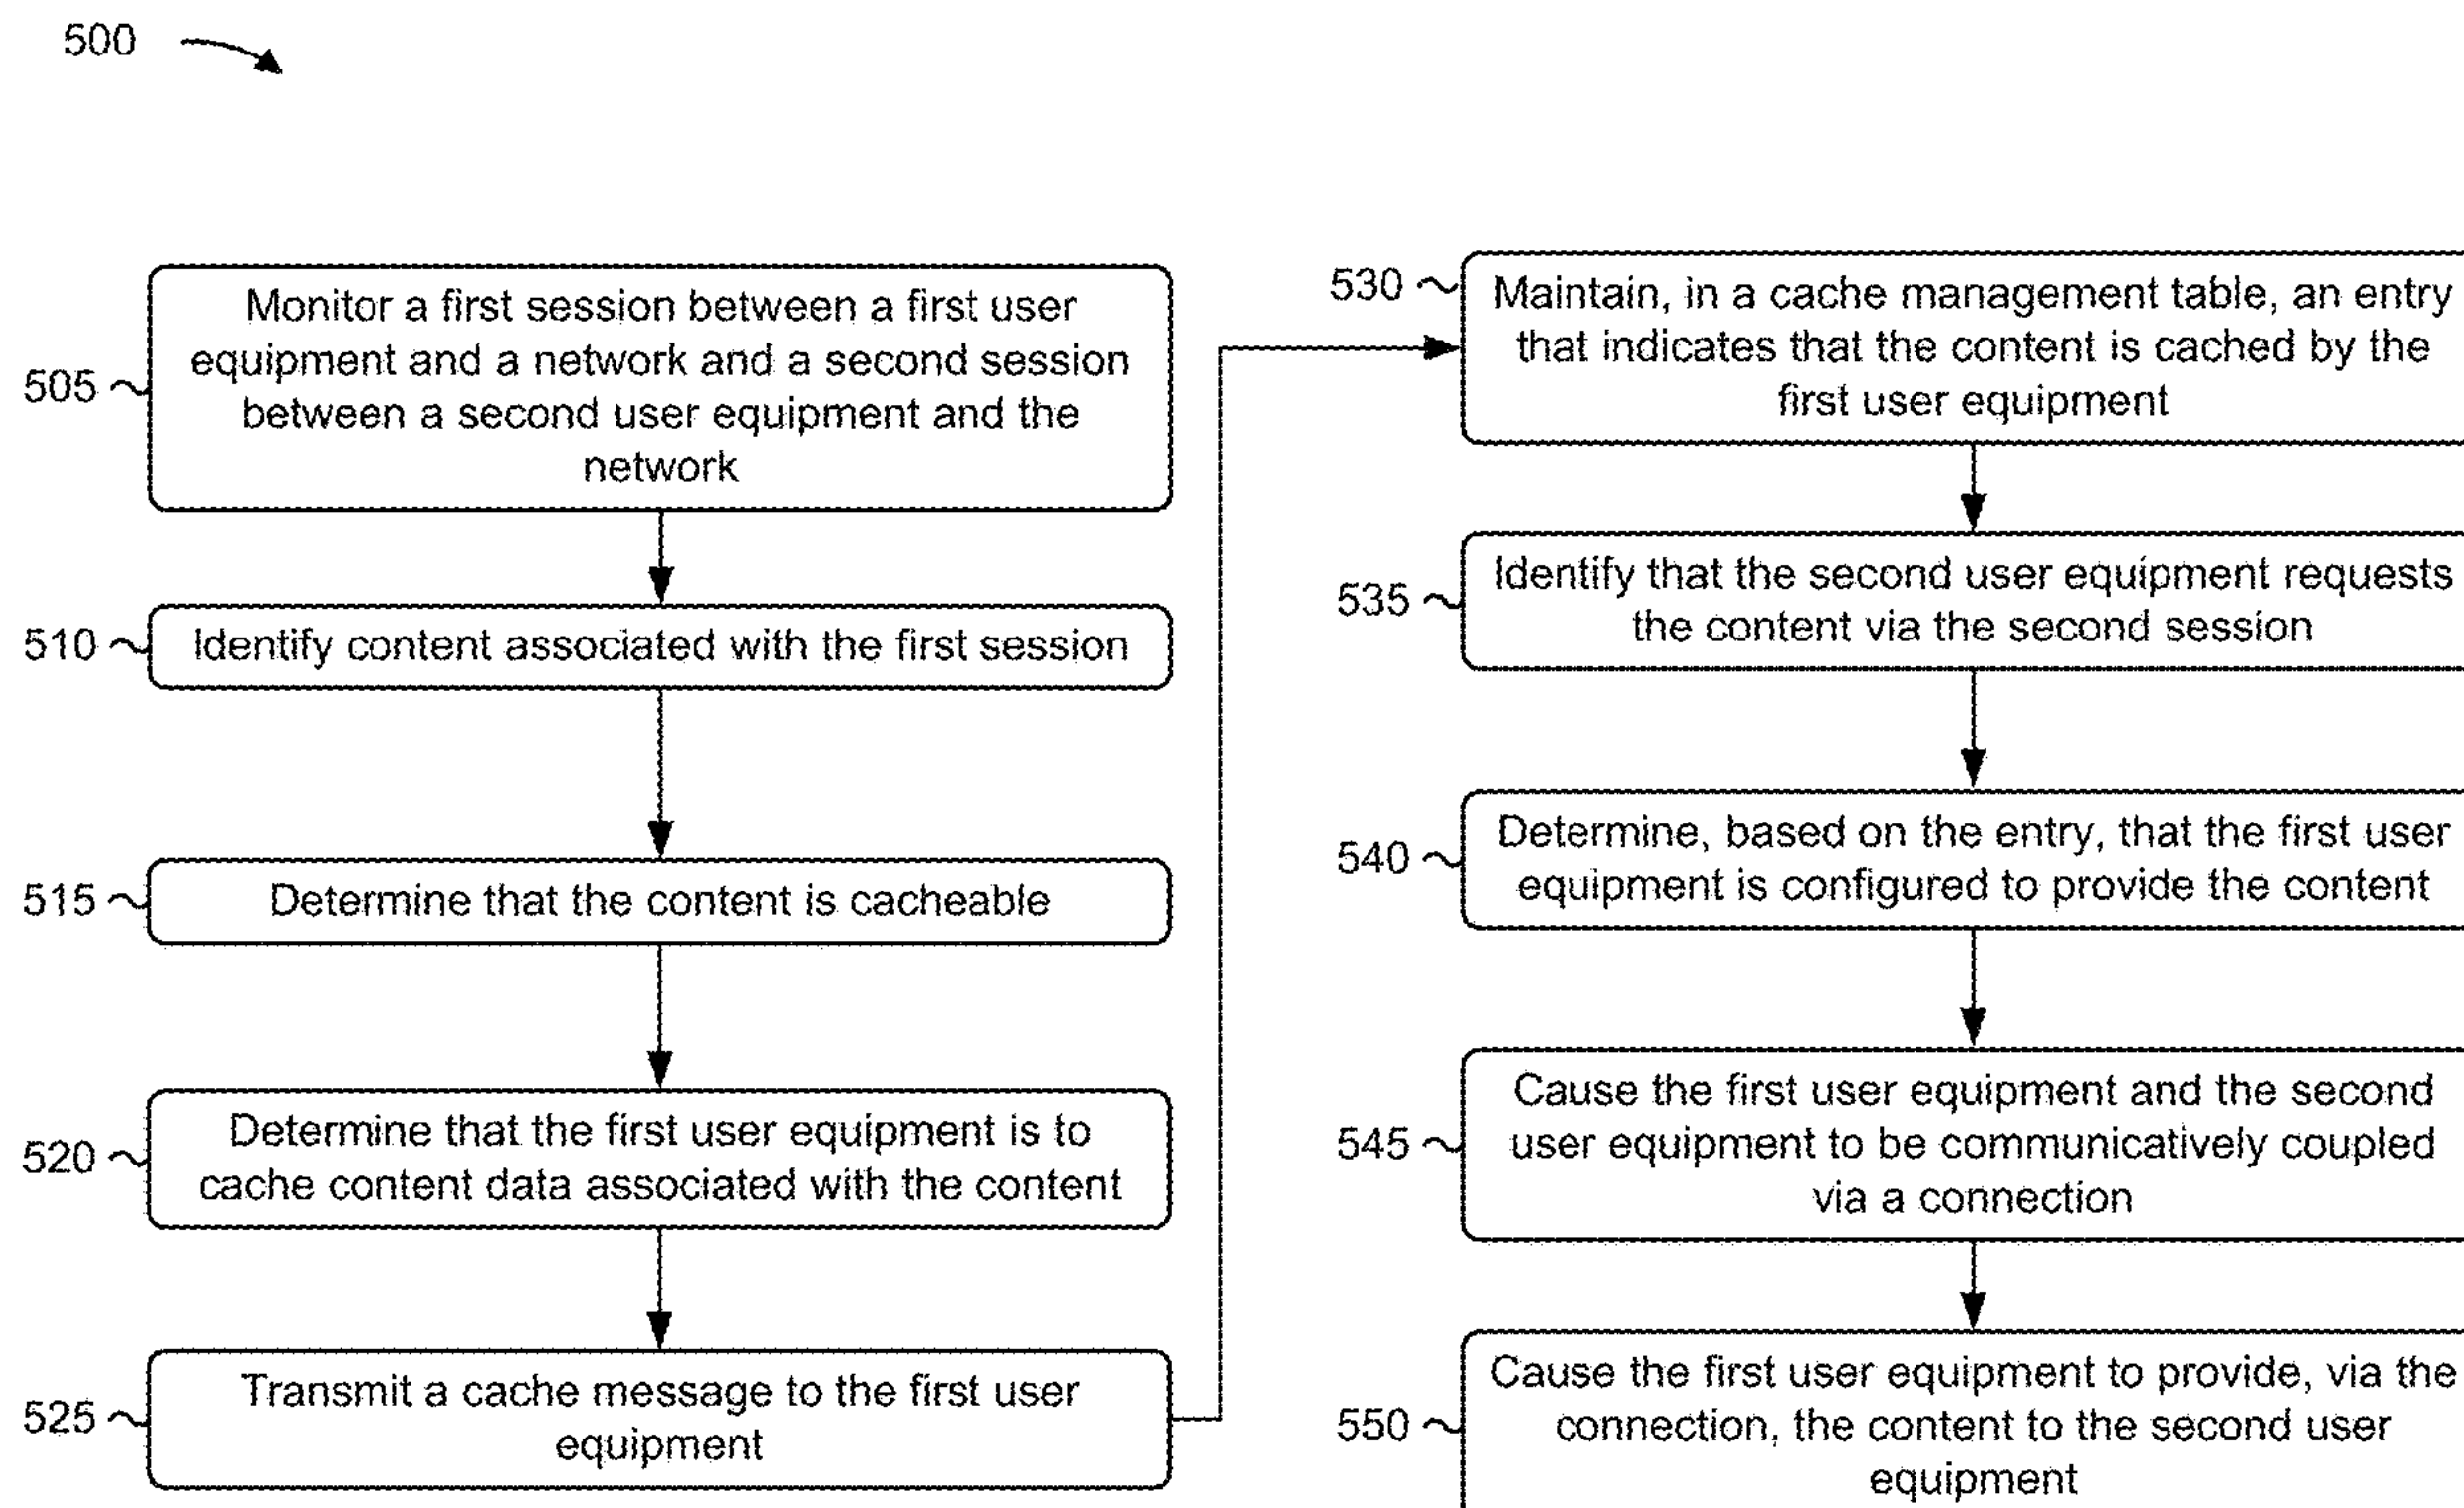 500
505
Monitor a first session between a first user
equipment and a network and a second session
between a second user equipment and the
network
510
Identify content associated with the first session
515
Determine that the content is cacheable
520
Determine that the first user equipment is to
cache content data associated with the content
525
Transmit a cache message to the first user
equipment
530
Maintain, in a cache management table, an entry
that indicates that the content is cached by the
first user equipment
535
Identify that the second user equipment requests
the content via the second session
540
Determine, based on the entry, that the first user
equipment is configured to provide the content
545
Cause the first user equipment and the second
user equipment to be communicatively coupled
via a connection
550
Cause the first user equipment to provide, via the
connection, the content to the second user
equipment